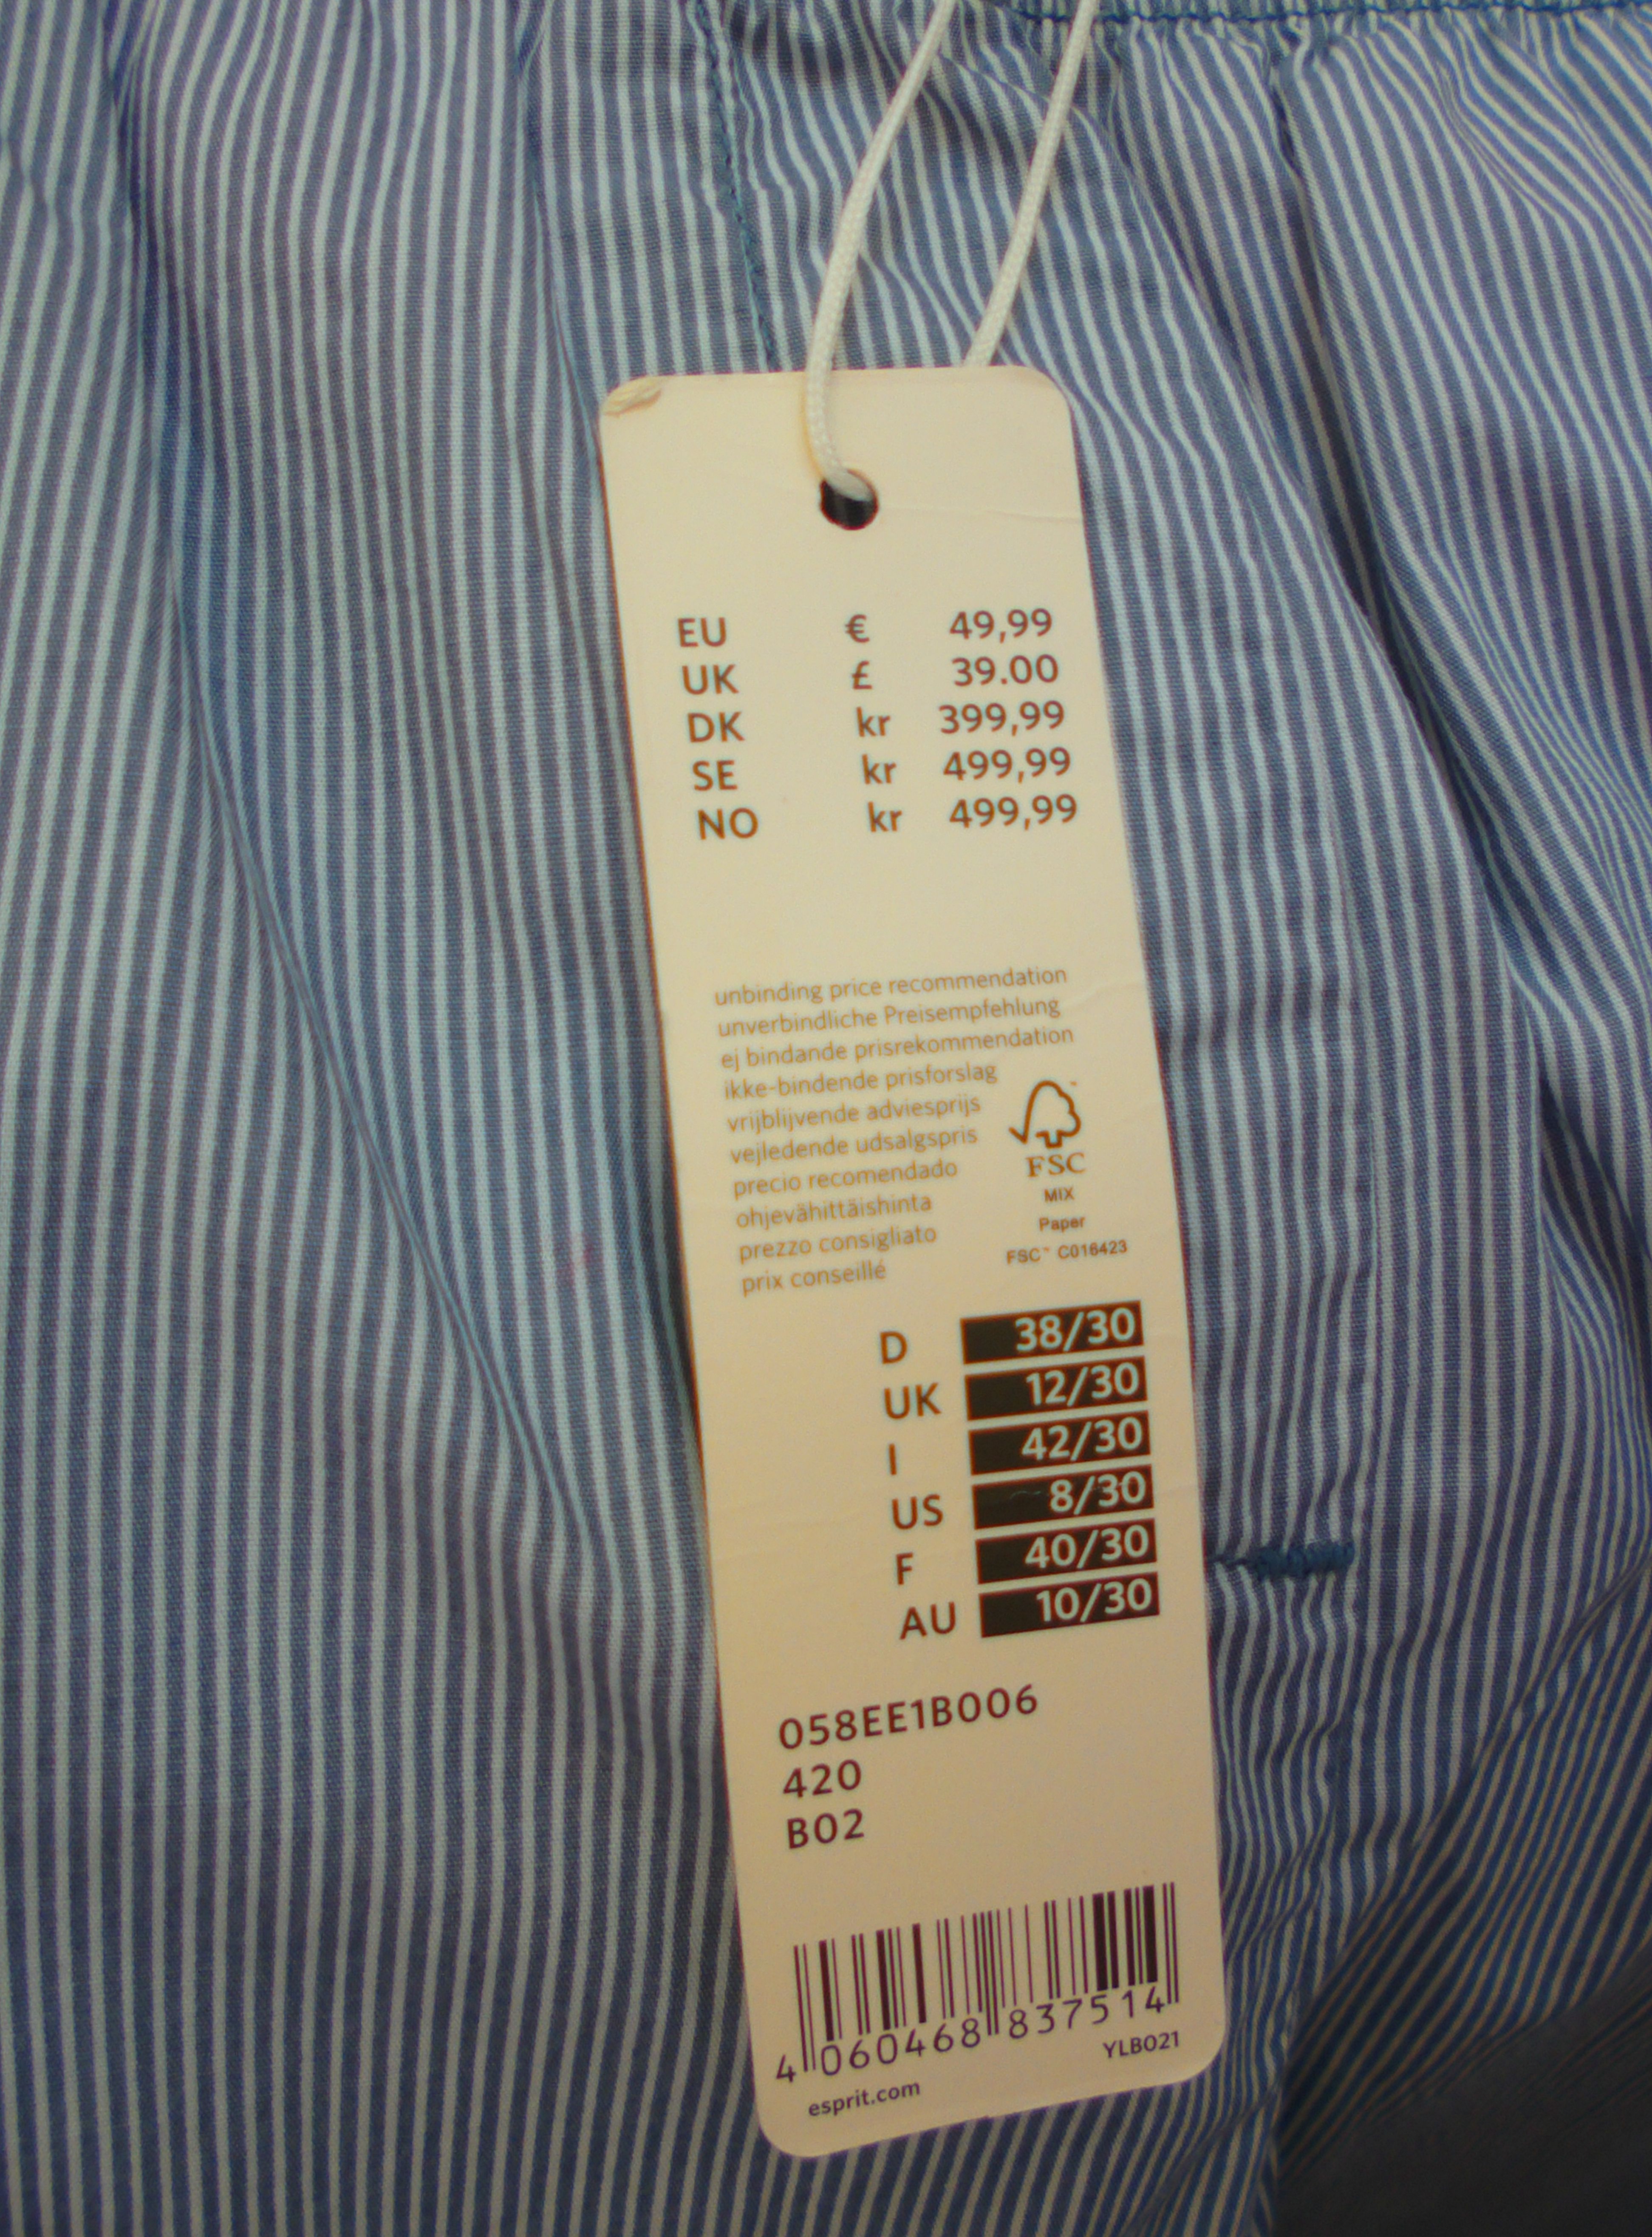 EU € 49,99
UK £ 39.00
DK kr 399,99
SE kr 499,99
NO kr 499,99
unbinding price recommendation
unverbindliche Preisempfehlung
ej bindande prisrekommendation
ikke-bindende prisforslag
vrijblijvende adviesprijs
vejledende udsalgspris
precio recomendado
ohjevähittäishinta
prezzo consigliato
prix conseillé
FSC
MIX
Paper
FSC™ C016423
D 38/30
UK 12/30
I 42/30
US 8/30
F 40/30
AU 10/30
058EE1B006
420
B02
4 060468 837514
YLB021
esprit.com